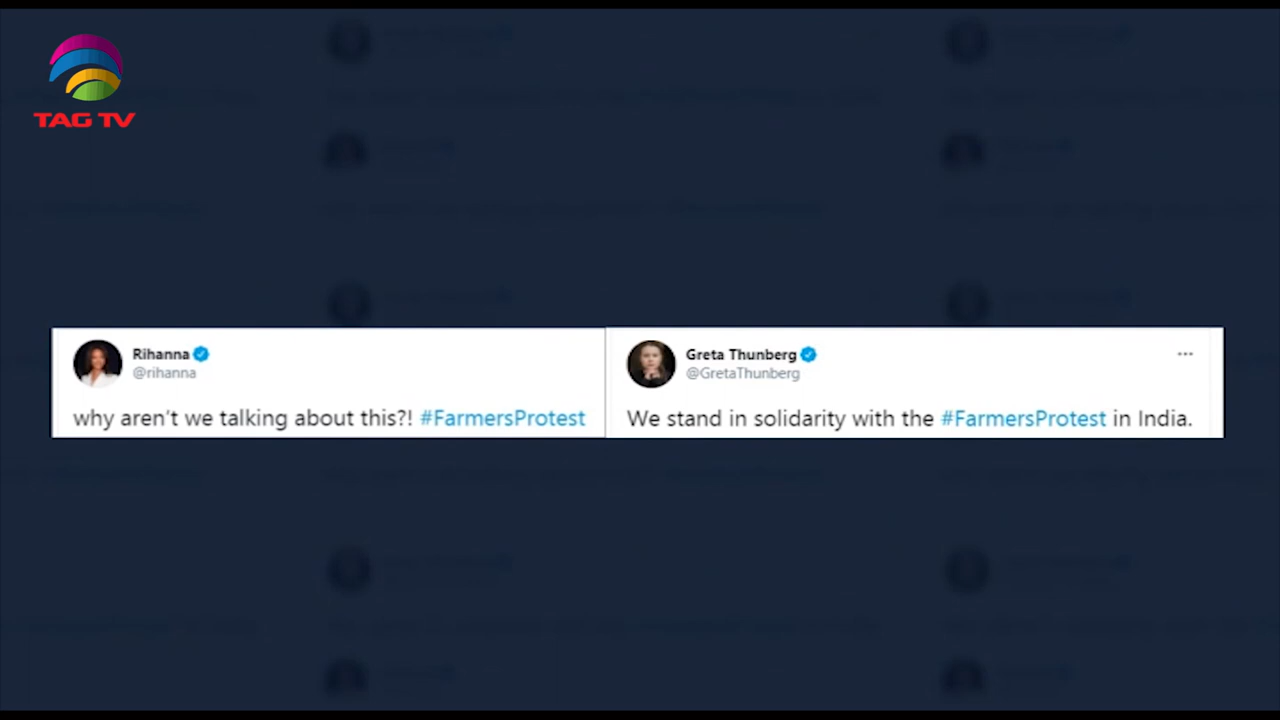 TAG TV
Rihanna
@rihanna
why aren't we talking about this?! #FarmersProtest
Greta Thunberg
@GretaThunberg
We stand in solidarity with the #FarmersProtest in India.